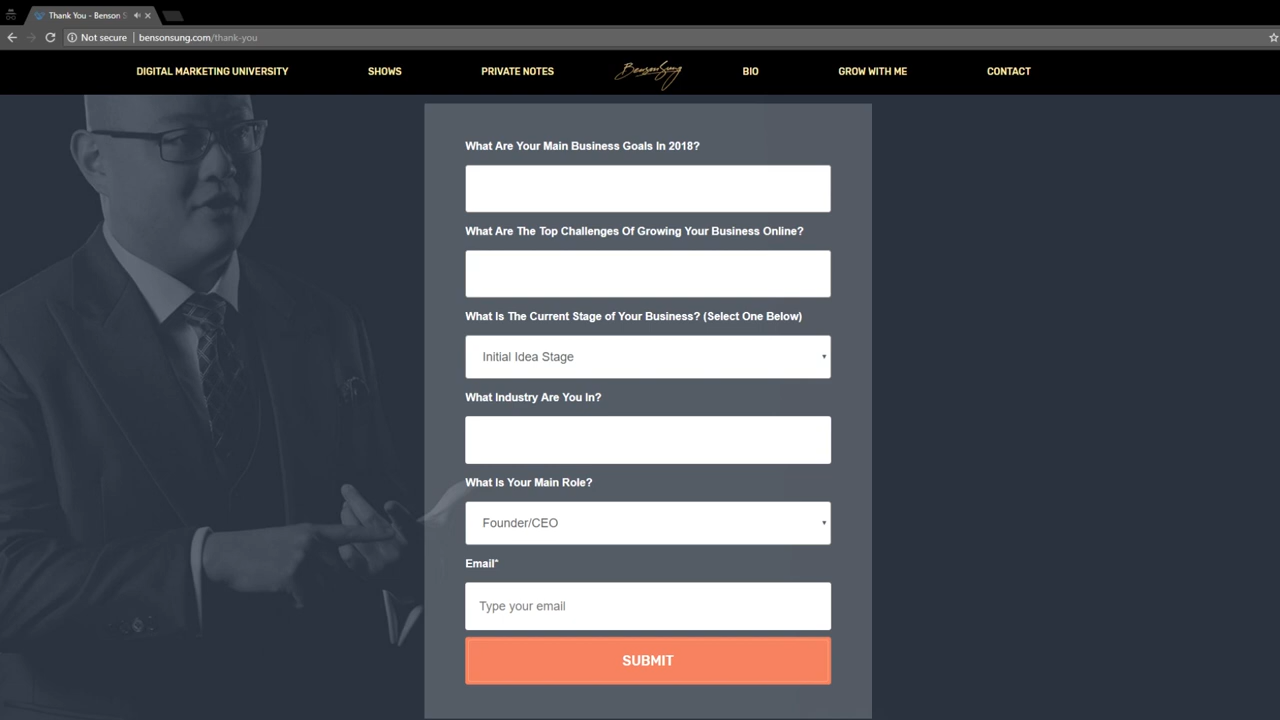 Thank You - Benson S
Not secure
bensonsung.com/thank-you
DIGITAL MARKETING UNIVERSITY
SHOWS
PRIVATE NOTES
BensonSung
BIO
GROW WITH ME
CONTACT
What Are Your Main Business Goals In 2018?
What Are The Top Challenges Of Growing Your Business Online?
What Is The Current Stage of Your Business? (Select One Below)
Initial Idea Stage
What Industry Are You In?
What Is Your Main Role?
Founder/CEO
Email*
Type your email
SUBMIT